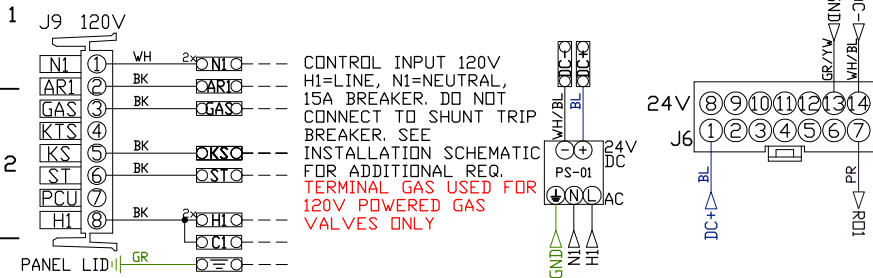 1
J9 120V
N1 1 WH 2x N1
AR1 2 BK AR1
GAS 3 BK GAS
KTS 4
KS 5 BK KS
ST 6 BK ST
PCU 7
H1 8 BK 2x H1
C1
PANEL LID GR
2
CONTROL INPUT 120V
H1=LINE, N1=NEUTRAL,
15A BREAKER. DO NOT
CONNECT TO SHUNT TRIP
BREAKER. SEE
INSTALLATION SCHEMATIC
FOR ADDITIONAL REQ.
TERMINAL GAS USED FOR
120V POWERED GAS
VALVES ONLY
DC- DC+
WH/BL BL
- +
24V
DC
PS-01
N L AC
GND N1 H1
GND DC-
GR/YW WH/BL
24V 8 9 10 11 12 13 14
J6 1 2 3 4 5 6 7
BL PR
DC+ RO1